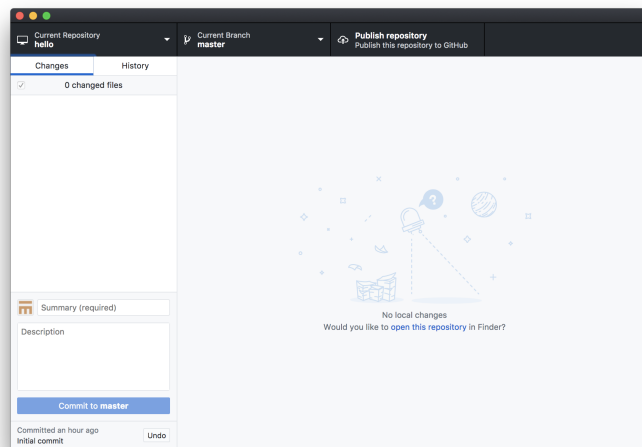 Current Repository
hello
Current Branch
master
Publish repository
Publish this repository to GitHub
Changes
History
0 changed files
?
No local changes
Would you like to open this repository in Finder?
Summary (required)
Description
Commit to master
Committed an hour ago
Initial commit
Undo